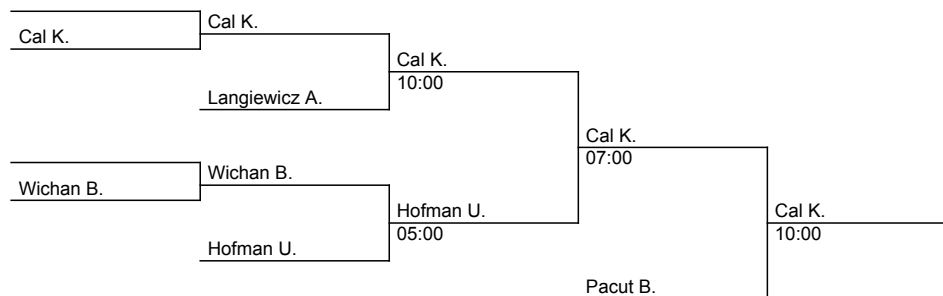 Cal K.
Cal K.
Cal K.
10:00
Langiewicz A.
Cal K.
07:00
Wichan B.
Wichan B.
Hofman U.
05:00
Hofman U.
Cal K.
10:00
Pacut B.